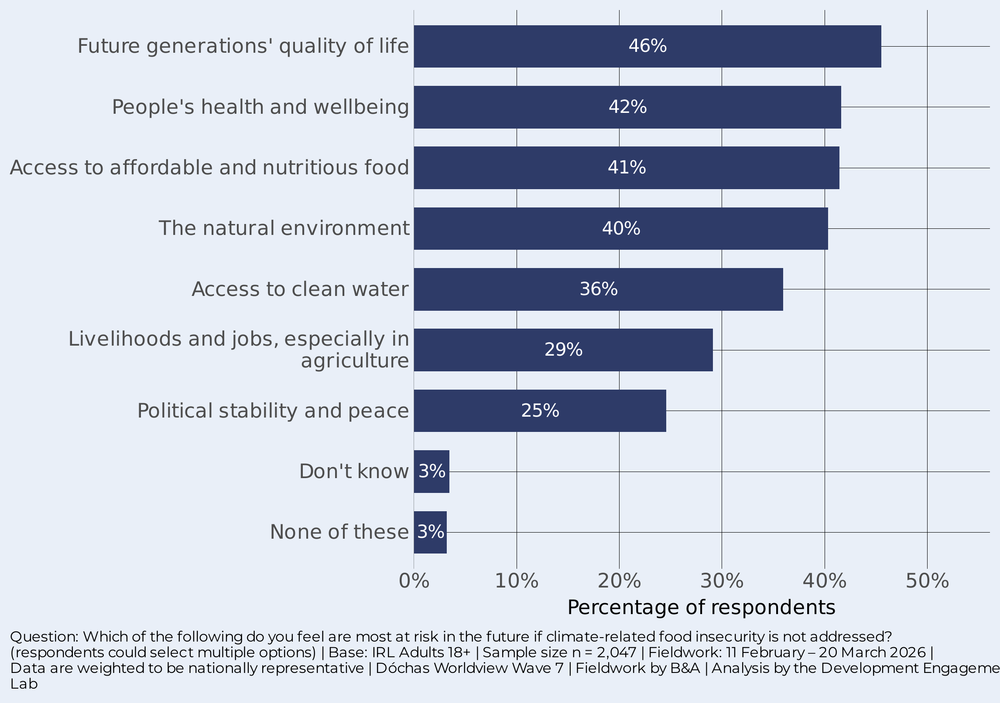 Future generations' quality of life
46%
People's health and wellbeing
42%
Access to affordable and nutritious food
41%
The natural environment
40%
Access to clean water
36%
Livelihoods and jobs, especially in
agriculture
29%
Political stability and peace
25%
Don't know
3%
None of these
3%
0% 10% 20% 30% 40% 50%
Percentage of respondents
Question: Which of the following do you feel are most at risk in the future if climate-related food insecurity is not addressed?
(respondents could select multiple options) | Base: IRL Adults 18+ | Sample size n = 2,047 | Fieldwork: 11 February – 20 March 2026 |
Data are weighted to be nationally representative | Dóchas Worldview Wave 7 | Fieldwork by B&A | Analysis by the Development Engageme
Lab